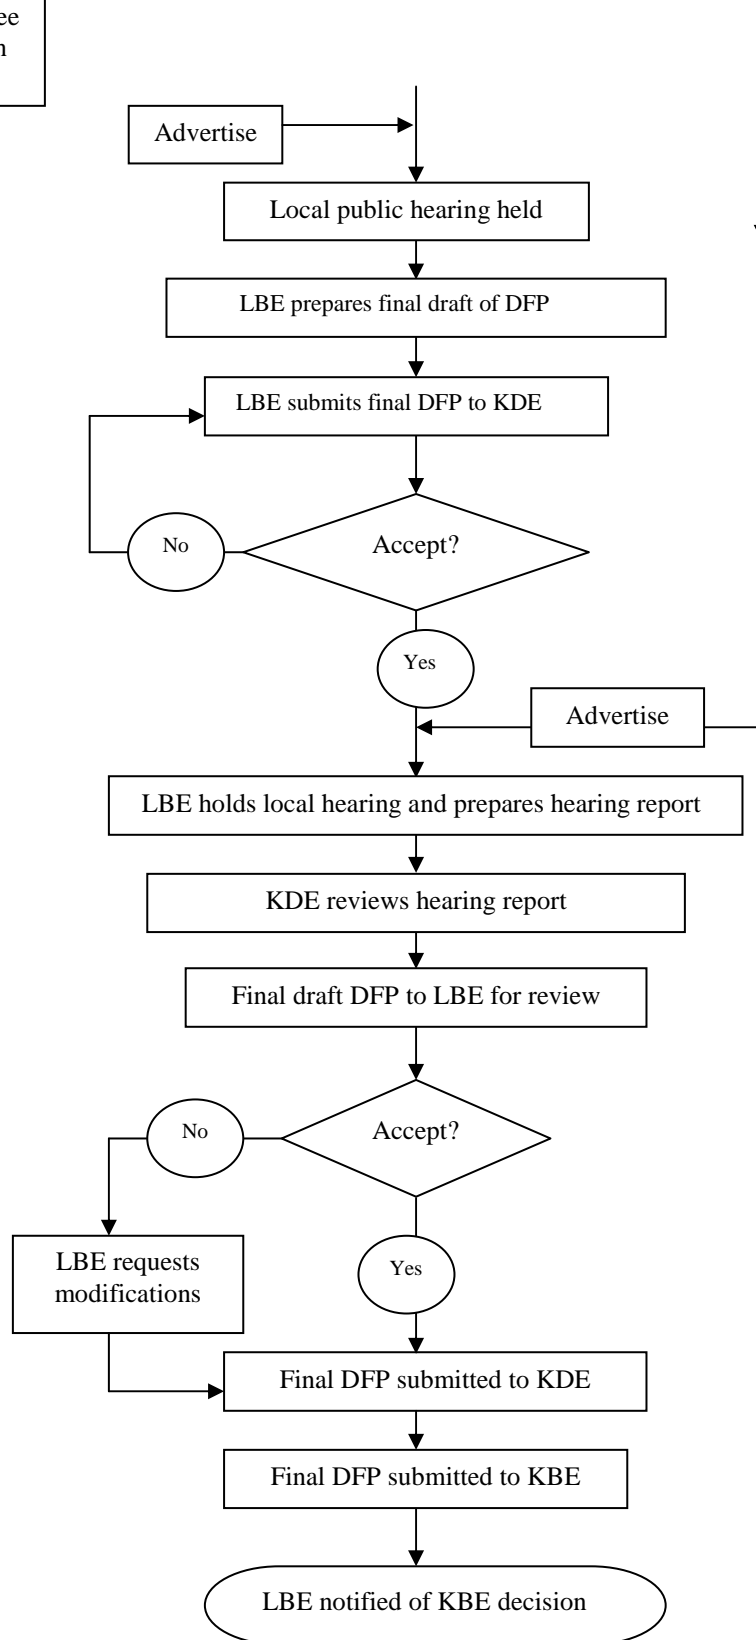 Advertise
Local public hearing held
LBE prepares final draft of DFP
LBE submits final DFP to KDE
Accept?
No
Yes
Advertise
LBE holds local hearing and prepares hearing report
KDE reviews hearing report
Final draft DFP to LBE for review
Accept?
No
LBE requests
modifications
Yes
Final DFP submitted to KDE
Final DFP submitted to KBE
LBE notified of KBE decision